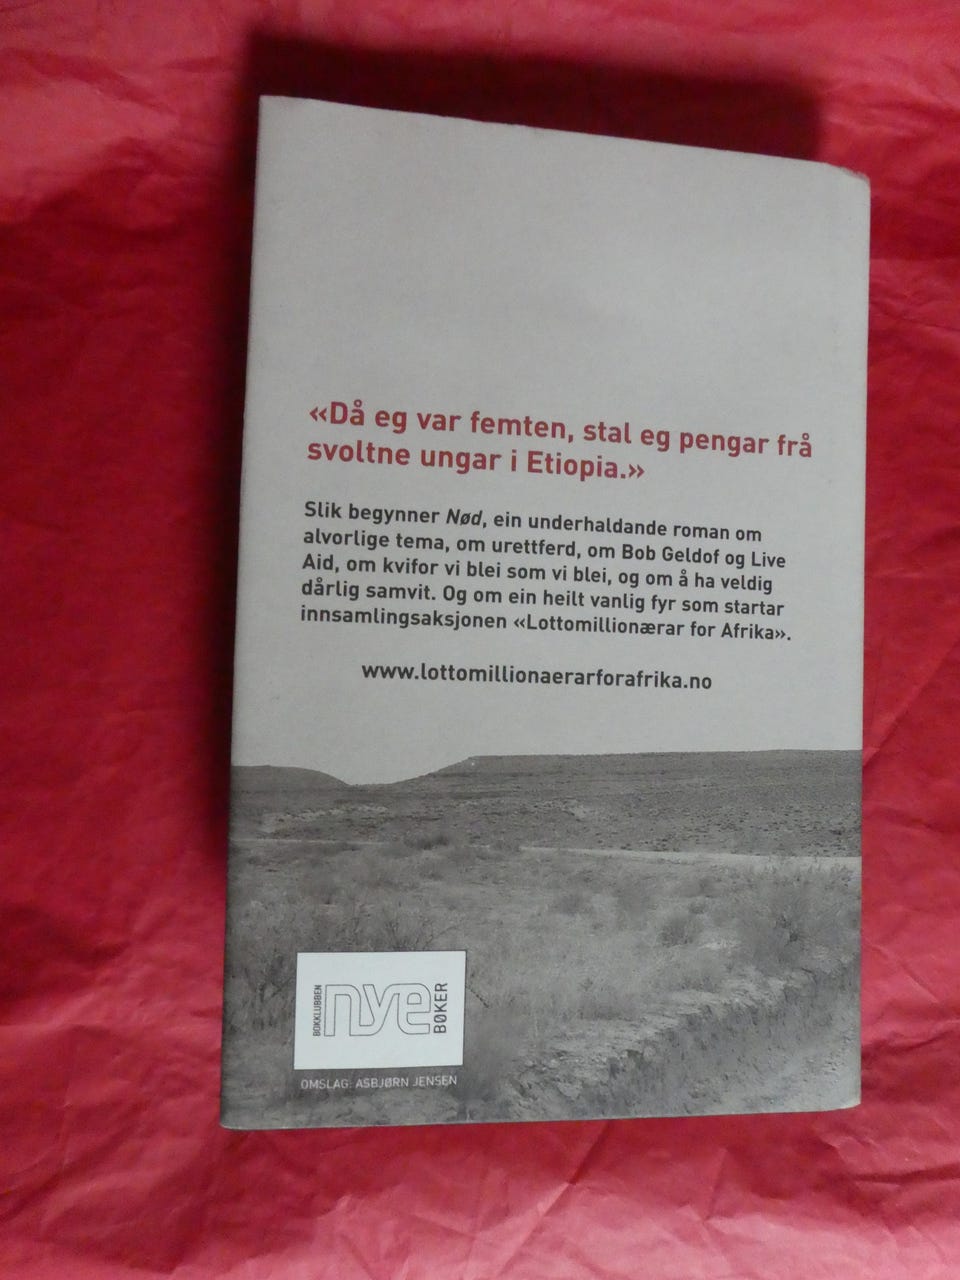 «Då eg var femten, stal eg pengar frå
svoltne ungar i Etiopia.»
Slik begynner Nød, ein underhaldande roman om
alvorlige tema, om urettferd, om Bob Geldof og Live
Aid, om kvifor vi blei som vi blei, og om å ha veldig
dårlig samvit. Og om ein heilt vanlig fyr som startar
innsamlingsaksjonen «Lottomillionærar for Afrika».
www.lottomillionaerarforafrika.no
BOKKLUBBEN
nye
BØKER
OMSLAG: ASBJØRN JENSEN